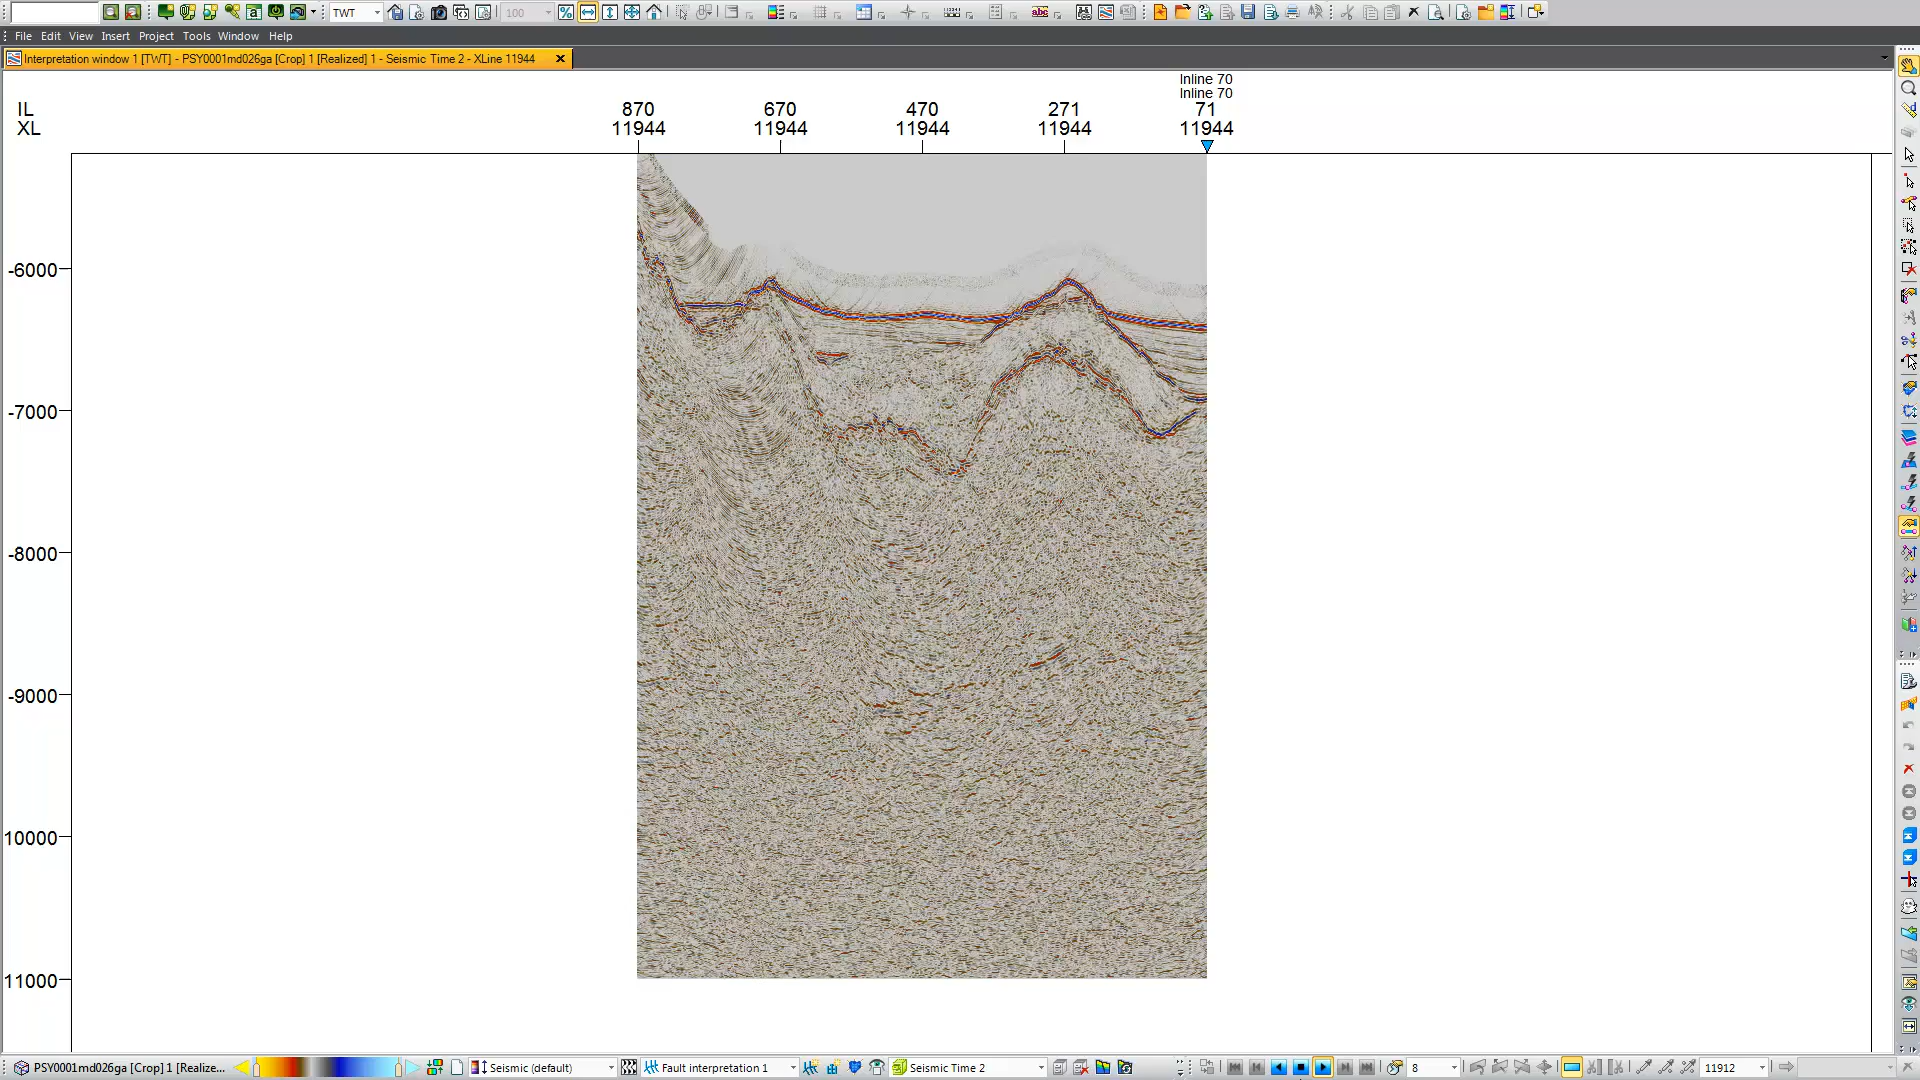 TWT
100
File Edit View Insert Project Tools Window Help
Interpretation window 1 [TWT] - PSY0001md026ga [Crop] 1 [Realized] 1 - Seismic Time 2 - XLine 11944
Inline 70
Inline 70
IL 870 670 470 271 71
XL 11944 11944 11944 11944 11944
-6000
-7000
-8000
-9000
10000
11000
PSY0001md026ga [Crop] 1 [Realize... Seismic (default) Fault interpretation 1 Seismic Time 2 8 11912